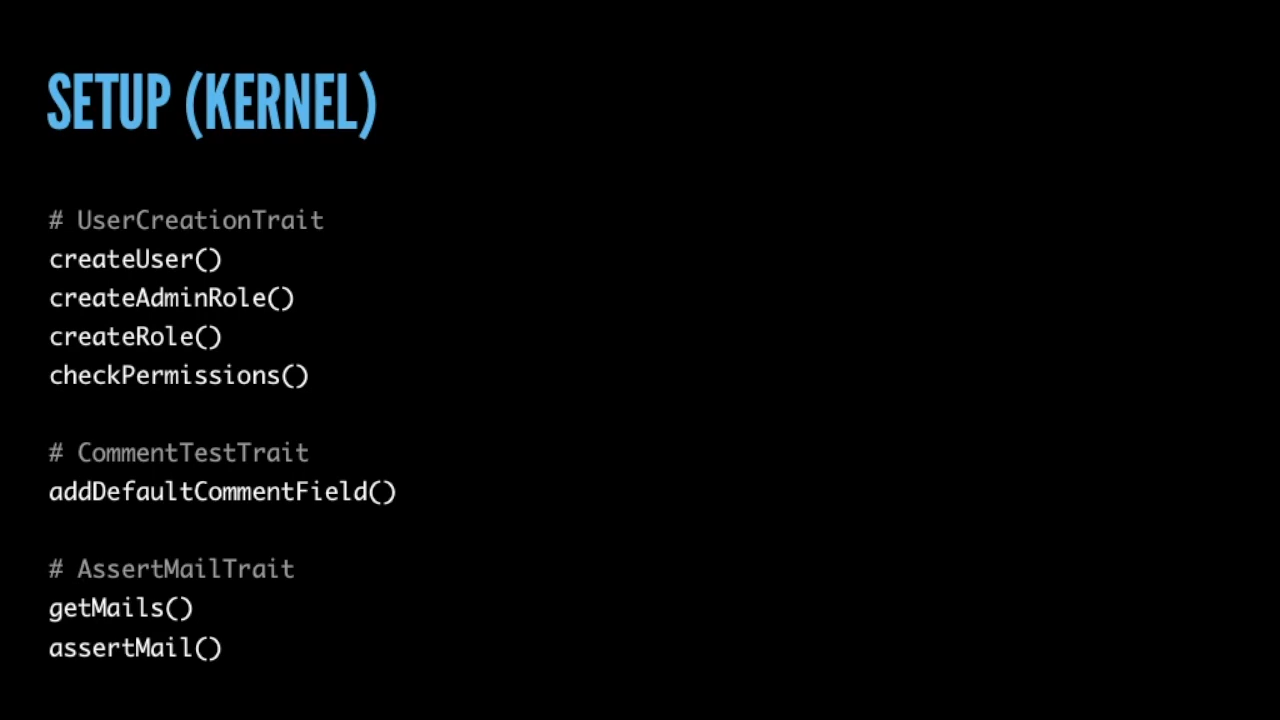 SETUP (KERNEL)
# UserCreationTrait
createUser()
createAdminRole()
createRole()
checkPermissions()
# CommentTestTrait
addDefaultCommentField()
# AssertMailTrait
getMails()
assertMail()